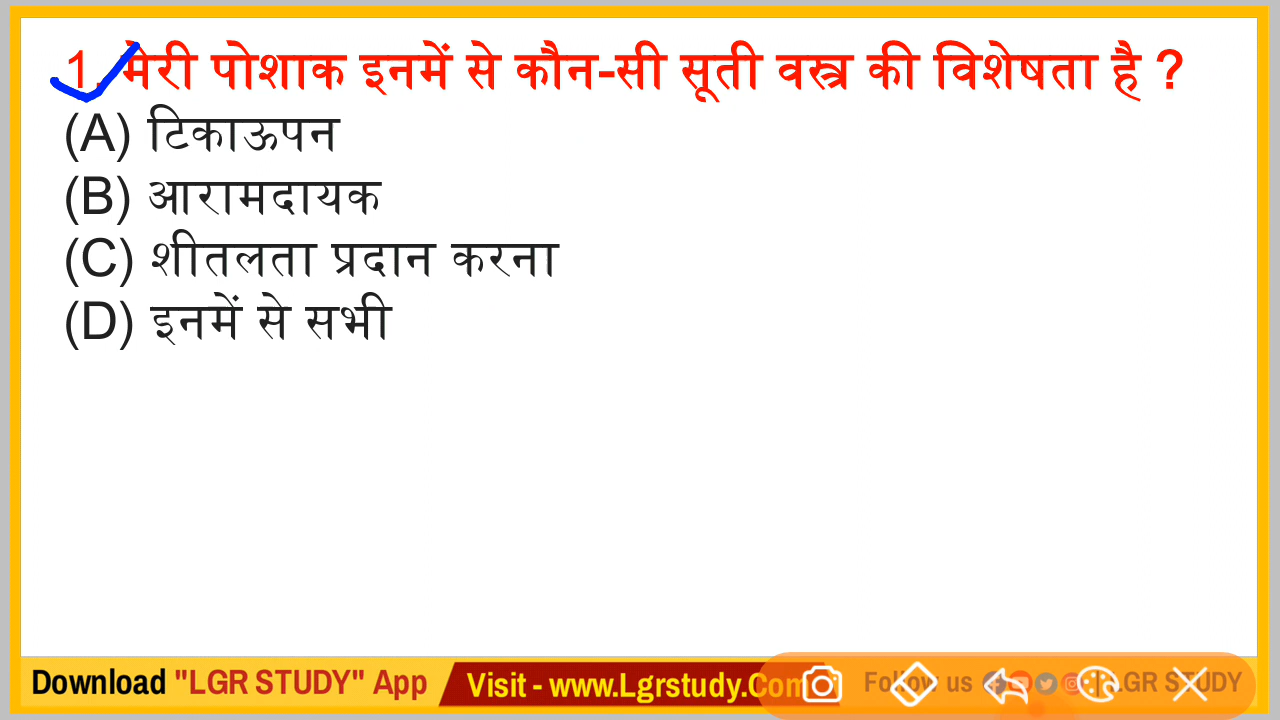 1. मेरी पोशाक इनमें से कौन-सी सूती वस्त्र की विशेषता है ?
(A) टिकाऊपन
(B) आरामदायक
(C) शीतलता प्रदान करना
(D) इनमें से सभी
Download "LGR STUDY" App Visit - www.Lgrstudy.Com Follow us LGR STUDY